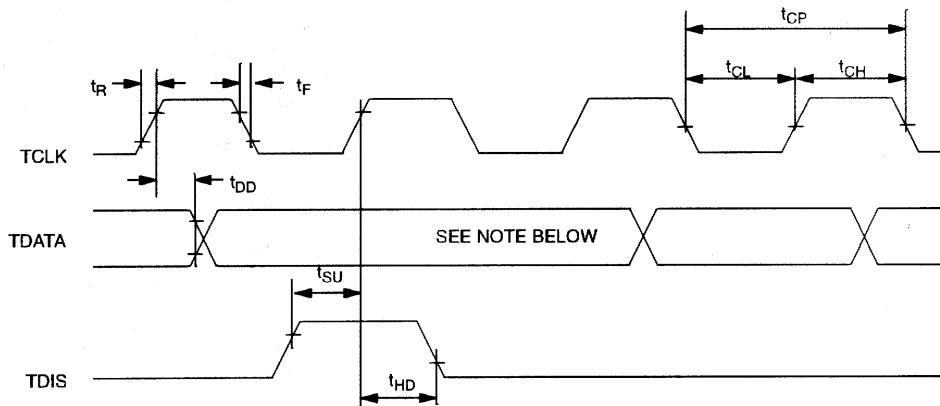 tCP
tCL
tCH
tR
tF
TCLK
tDD
TDATA
SEE NOTE BELOW
tSU
TDIS
tHD